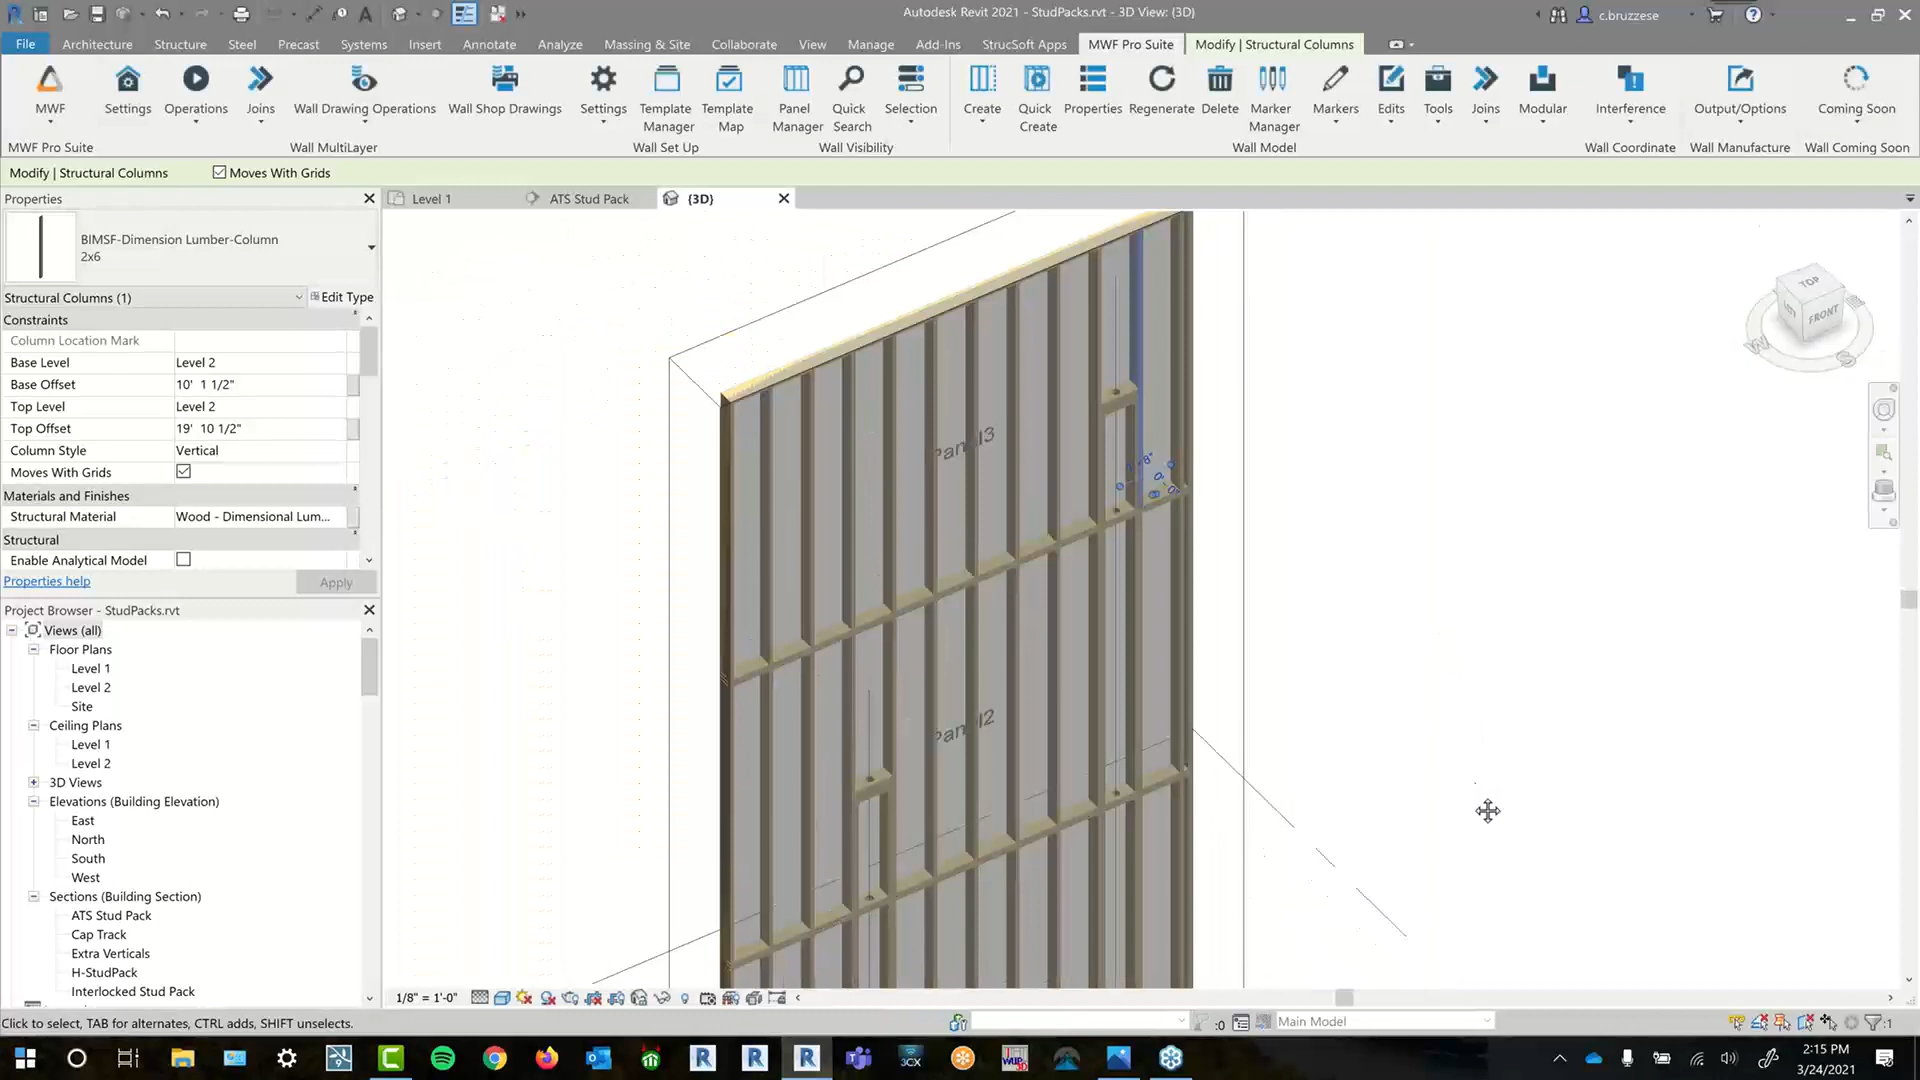 Autodesk Revit 2021 - StudPacks.rvt - 3D View: {3D}
c.bruzzese
File
Architecture
Structure
Steel
Precast
Systems
Insert
Annotate
Analyze
Massing & Site
Collaborate
View
Manage
Add-Ins
StrucSoft Apps
MWF Pro Suite
Modify | Structural Columns
MWF
Settings
Operations
Joins
Wall Drawing Operations
Wall Shop Drawings
Settings
Template Manager
Template Map
Panel Manager
Quick Search
Selection
Create
Quick Create
Properties
Regenerate
Delete
Marker Manager
Markers
Edits
Tools
Joins
Modular
Interference
Output/Options
Coming Soon
MWF Pro Suite
Wall MultiLayer
Wall Set Up
Wall Visibility
Wall Model
Wall Coordinate
Wall Manufacture
Wall Coming Soon
Modify | Structural Columns
Moves With Grids
Properties
Level 1
ATS Stud Pack
{3D}
BIMSF-Dimension Lumber-Column
2x6
Structural Columns (1)
Edit Type
Constraints
Column Location Mark
Base Level Level 2
Base Offset 10' 1 1/2"
Top Level Level 2
Top Offset 19' 10 1/2"
Column Style Vertical
Moves With Grids
Materials and Finishes
Structural Material Wood - Dimensional Lum...
Structural
Enable Analytical Model
Properties help
Apply
Project Browser - StudPacks.rvt
Views (all)
Floor Plans
Level 1
Level 2
Site
Ceiling Plans
Level 1
Level 2
3D Views
Elevations (Building Elevation)
East
North
South
West
Sections (Building Section)
ATS Stud Pack
Cap Track
Extra Verticals
H-StudPack
Interlocked Stud Pack
TOP
FRONT
W
1/8" = 1'-0"
Click to select, TAB for alternates, CTRL adds, SHIFT unselects.
:0
Main Model
:1
3CX
2:15 PM
3/24/2021